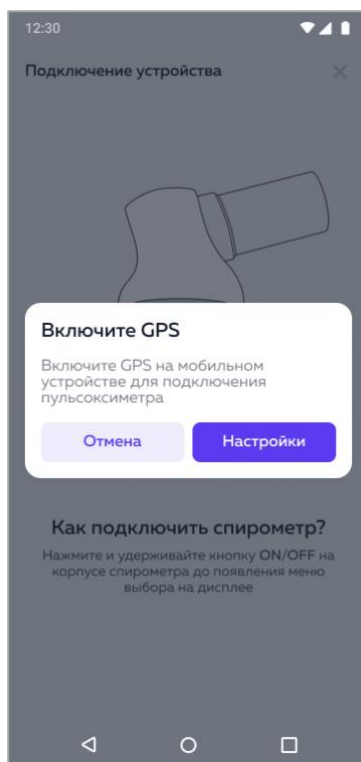 12:30
Подключение устройства
Включите GPS
Включите GPS на мобильном
устройстве для подключения
пульсоксиметра
Отмена
Настройки
Как подключить спирометр?
Нажмите и удерживайте кнопку ON/OFF на
корпусе спирометра до появления меню
выбора на дисплее